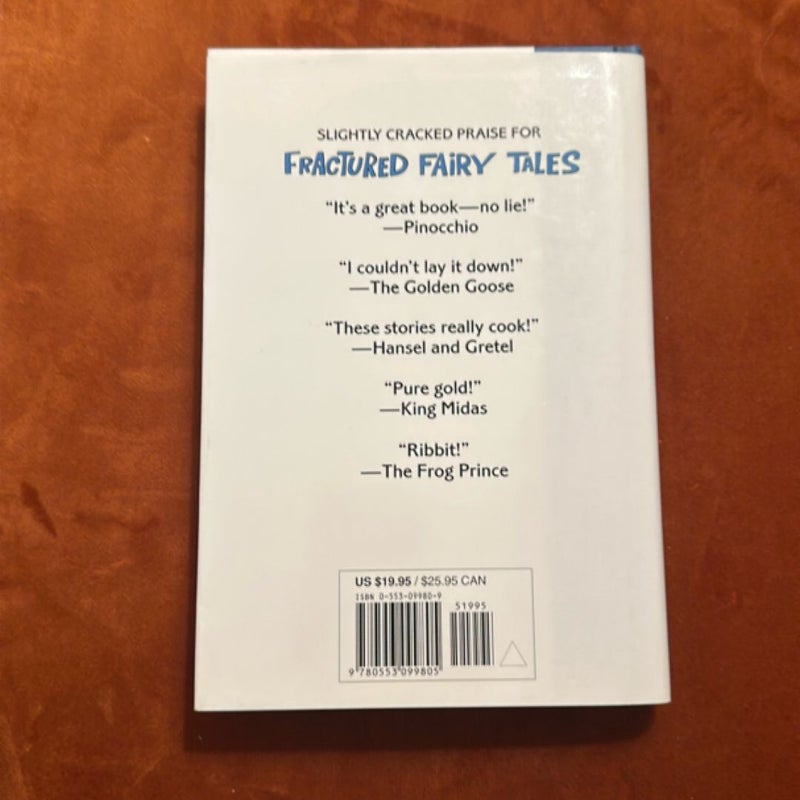 SLIGHTLY CRACKED PRAISE FOR
FRACTURED FAIRY TALES
“It’s a great book—no lie!”
—Pinocchio
“I couldn’t lay it down!”
—The Golden Goose
“These stories really cook!”
—Hansel and Gretel
“Pure gold!”
—King Midas
“Ribbit!”
—The Frog Prince
US $19.95 / $25.95 CAN
ISBN 0-553-09980-9
51995
9 780553 099805